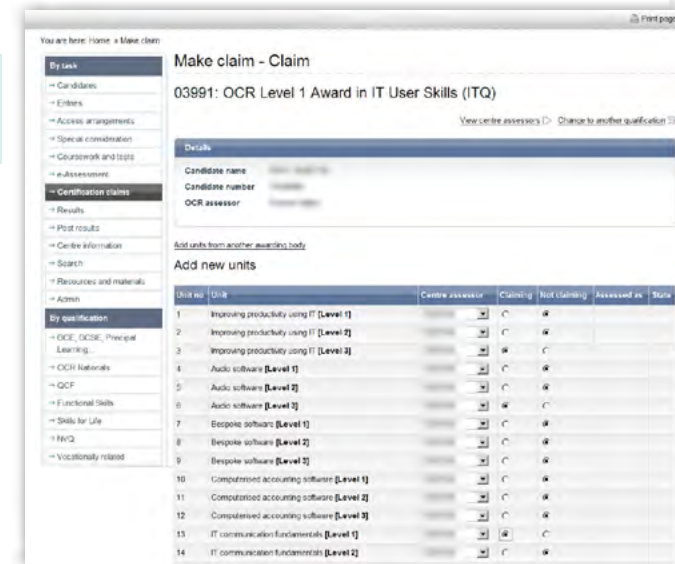 Print page
You are here: Home » Make claim
By task
Candidates
Entries
Access arrangements
Special consideration
Coursework and tests
e-Assessment
Certification claims
Results
Post results
Centre information
Search
Resources and materials
Admin
By qualification
GCE, GCSE, Principal Learning...
OCR Nationals
QCF
Functional Skills
Skills for Life
NVQ
Vocationally related
Make claim - Claim
03991: OCR Level 1 Award in IT User Skills (ITQ)
View centre assessors Change to another qualification
Details
Candidate name
Candidate number
OCR assessor
Add units from another awarding body
Add new units
Unit no Unit Centre assessor Claiming Not claiming Assessed as State
1 Improving productivity using IT [Level 1]
2 Improving productivity using IT [Level 2]
3 Improving productivity using IT [Level 3]
4 Audio software [Level 1]
5 Audio software [Level 2]
6 Audio software [Level 3]
7 Bespoke software [Level 1]
8 Bespoke software [Level 2]
9 Bespoke software [Level 3]
10 Computerised accounting software [Level 1]
11 Computerised accounting software [Level 2]
12 Computerised accounting software [Level 3]
13 IT communication fundamentals [Level 1]
14 IT communication fundamentals [Level 2]